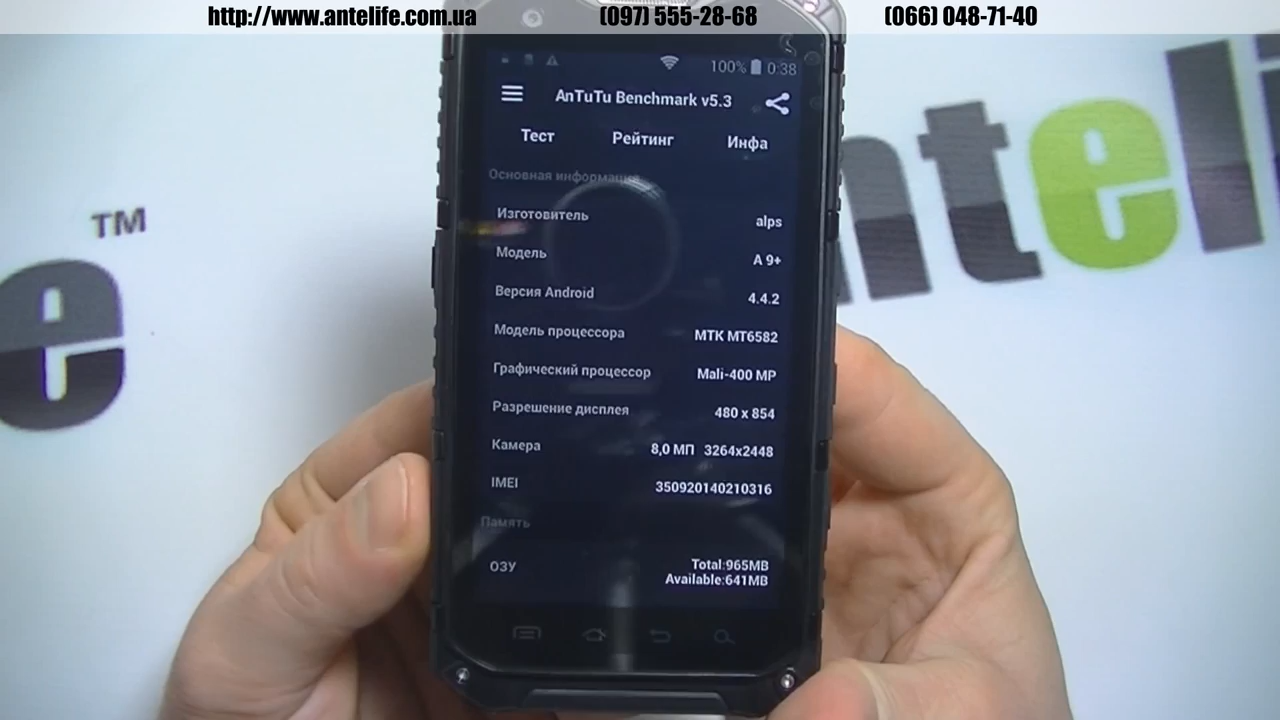 http://www.antelife.com.ua (097) 555-28-68 (066) 048-71-40
100% 0:38
AnTuTu Benchmark v5.3
Тест Рейтинг Инфа
Основная информация
Изготовитель alps
Модель A 9+
Версия Android 4.4.2
Модель процессора MTK MT6582
Графический процессор Mali-400 MP
Разрешение дисплея 480 x 854
Камера 8,0 МП 3264x2448
IMEI 350920140210316
Память
ОЗУ Total:965MB
Available:641MB
TM
e
nteli